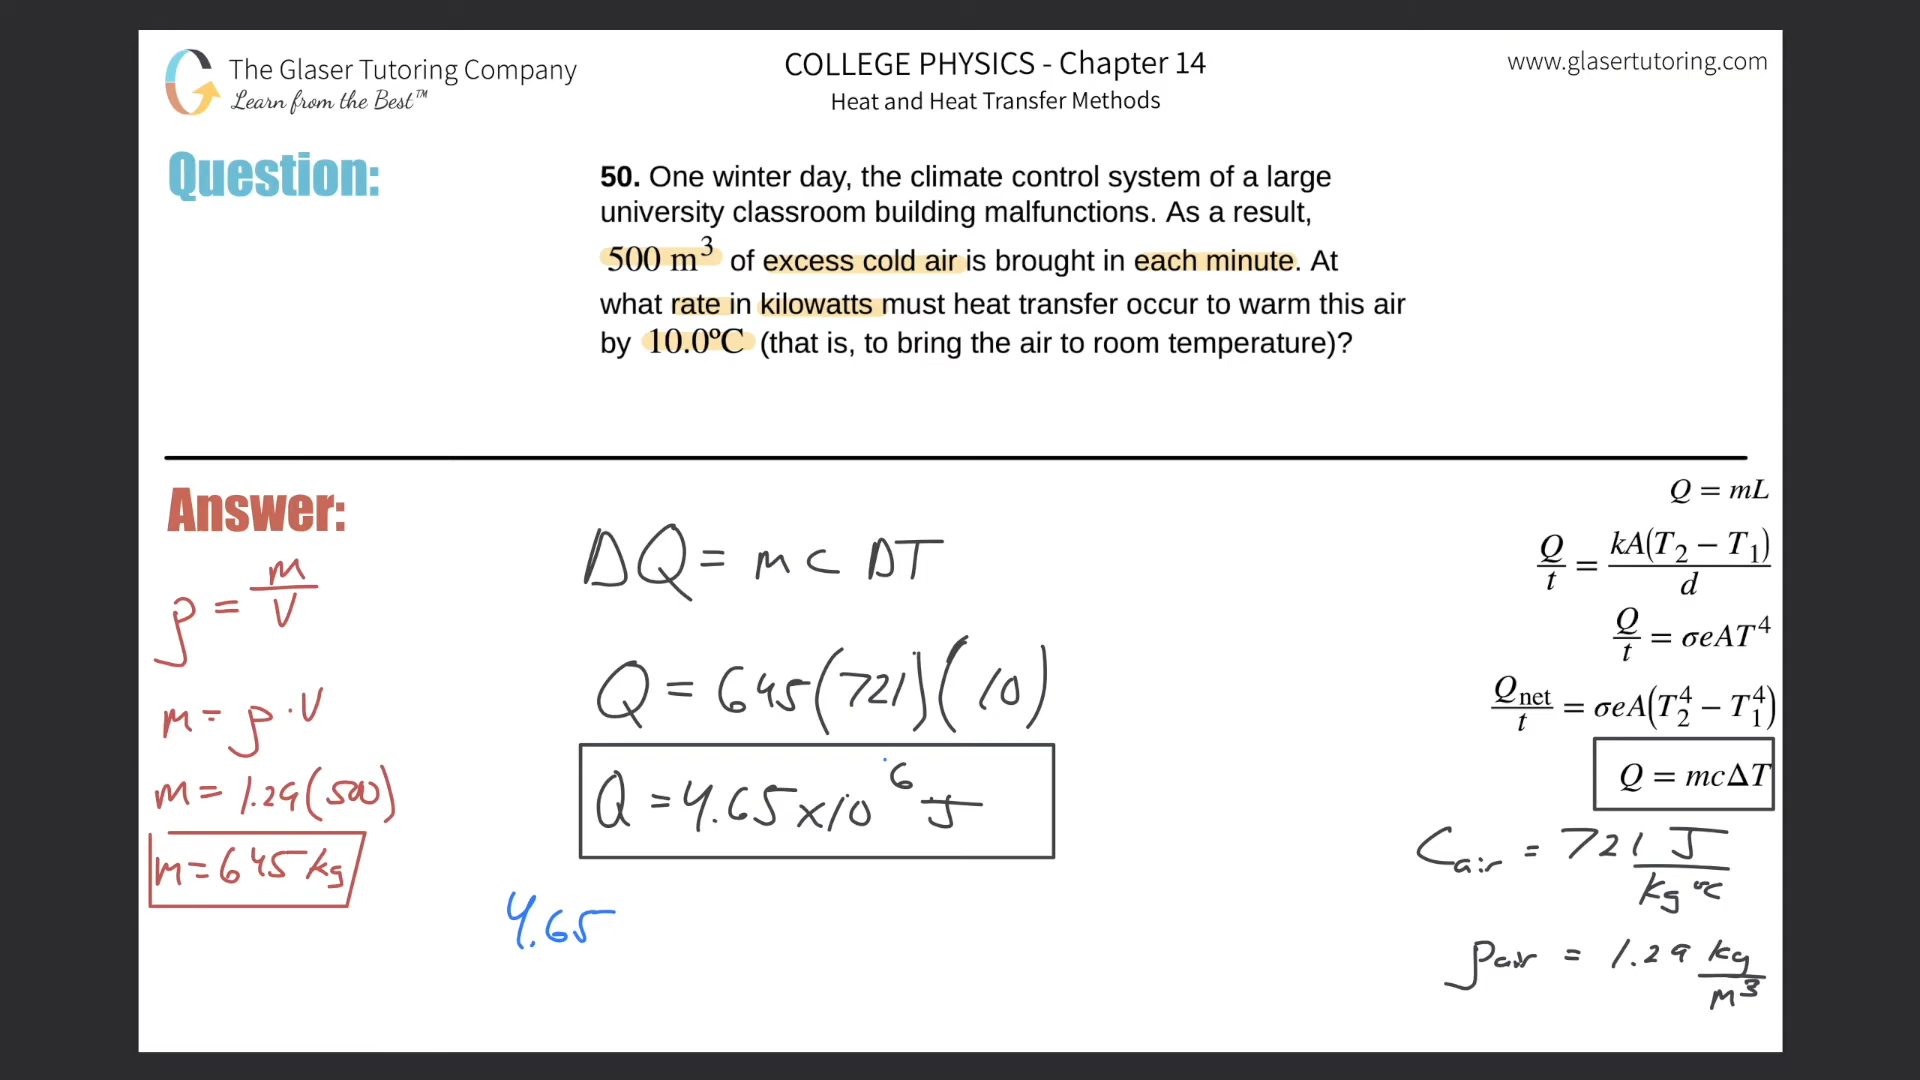 The Glaser Tutoring Company
Learn from the Best™
COLLEGE PHYSICS - Chapter 14
Heat and Heat Transfer Methods
www.glasertutoring.com
Question:
50. One winter day, the climate control system of a large
university classroom building malfunctions. As a result,
500 m³ of excess cold air is brought in each minute. At
what rate in kilowatts must heat transfer occur to warm this air
by 10.0ºC (that is, to bring the air to room temperature)?
Answer:
ρ = m/V
m = ρ · V
m = 1.29(500)
m = 645 kg
ΔQ = m c ΔT
Q = 645(721)(10)
Q = 4.65 x 10⁶ J
4.65
Q = mL
Q/t = kA(T₂ − T₁)/d
Q/t = σeAT⁴
Qnet/t = σeA(T₂⁴ − T₁⁴)
Q = mcΔT
Cair = 721 J/kg °C
ρair = 1.29 kg/m³